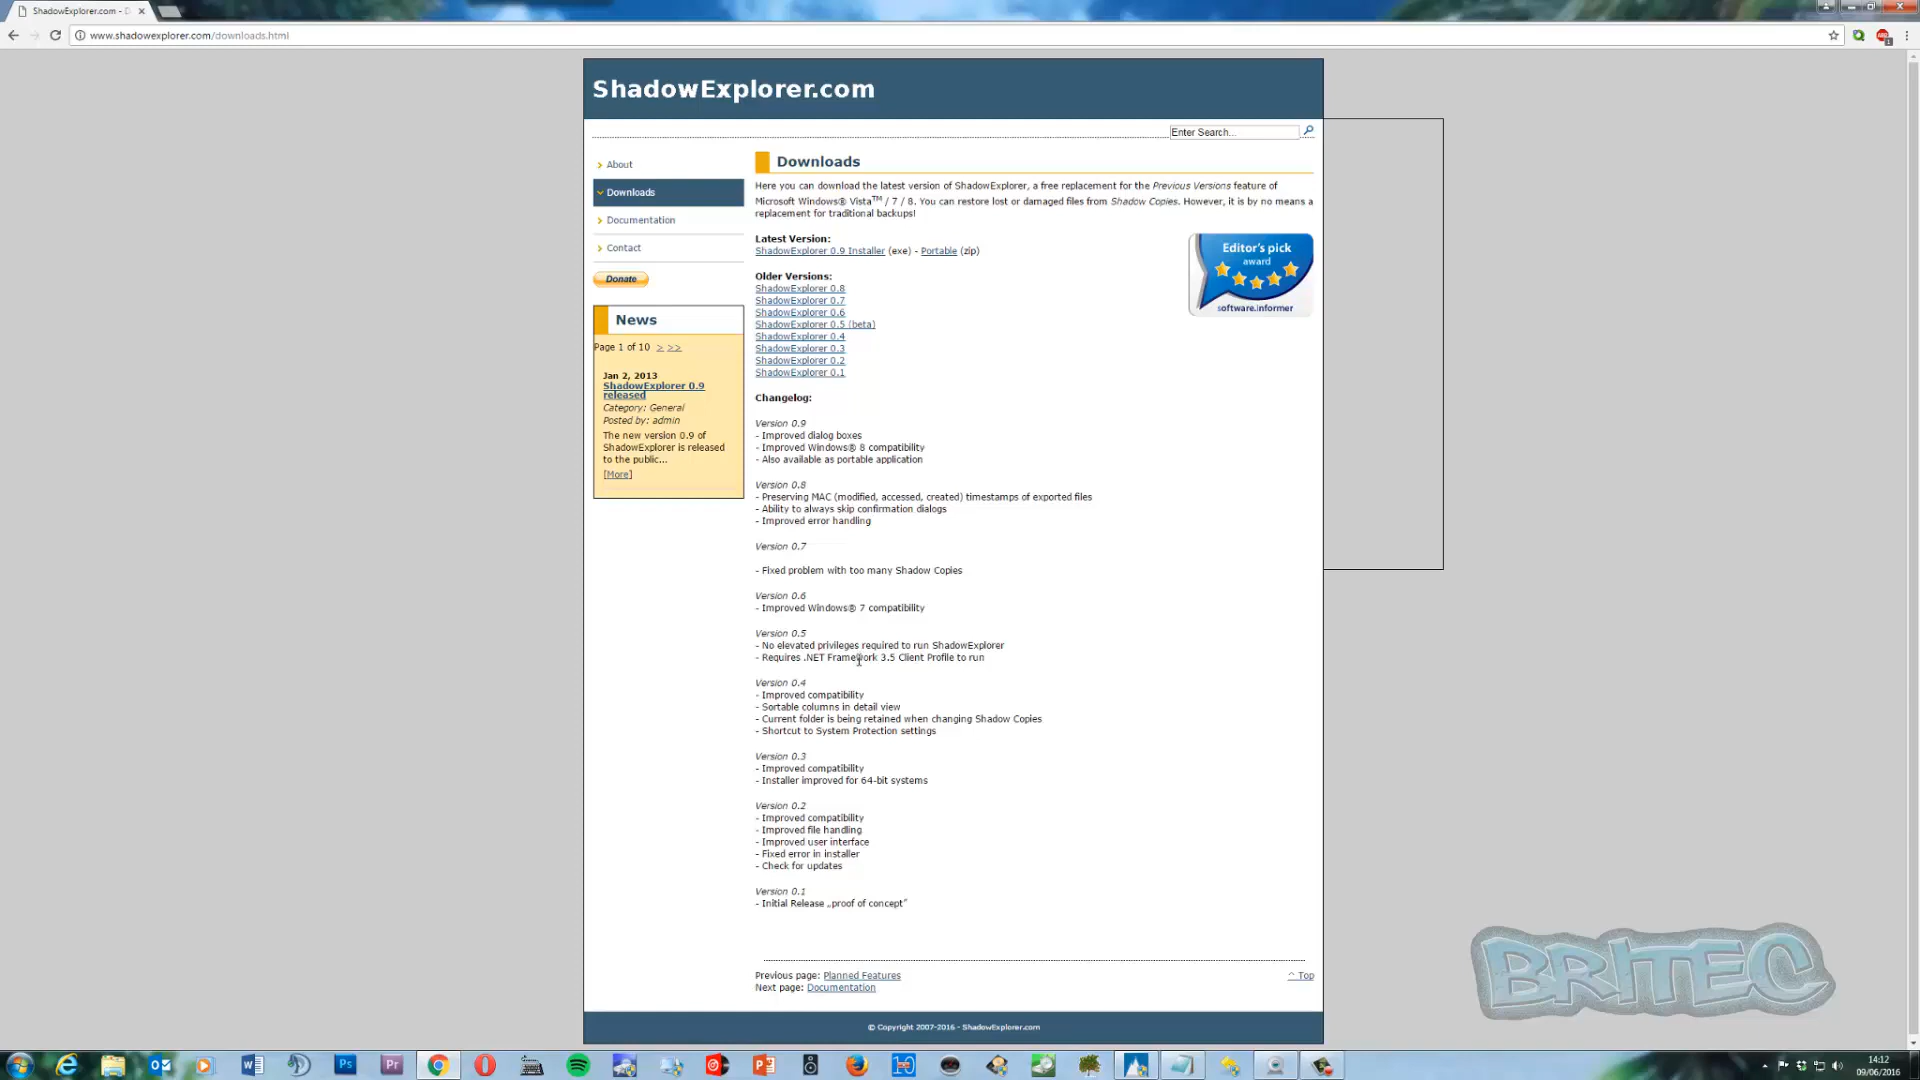 ShadowExplorer.com - D
www.shadowexplorer.com/downloads.html
ShadowExplorer.com
Enter Search...
About
Downloads
Documentation
Contact
Donate
News
Page 1 of 10 > >>
Jan 2, 2013
ShadowExplorer 0.9
released
Category: General
Posted by: admin
The new version 0.9 of
ShadowExplorer is released
to the public...
[More]
Downloads
Here you can download the latest version of ShadowExplorer, a free replacement for the Previous Versions feature of
Microsoft Windows® Vista™ / 7 / 8. You can restore lost or damaged files from Shadow Copies. However, it is by no means a
replacement for traditional backups!
Latest Version:
ShadowExplorer 0.9 Installer (exe) - Portable (zip)
Editor's pick
award
software.informer
Older Versions:
ShadowExplorer 0.8
ShadowExplorer 0.7
ShadowExplorer 0.6
ShadowExplorer 0.5 (beta)
ShadowExplorer 0.4
ShadowExplorer 0.3
ShadowExplorer 0.2
ShadowExplorer 0.1
Changelog:
Version 0.9
- Improved dialog boxes
- Improved Windows® 8 compatibility
- Also available as portable application
Version 0.8
- Preserving MAC (modified, accessed, created) timestamps of exported files
- Ability to always skip confirmation dialogs
- Improved error handling
Version 0.7
- Fixed problem with too many Shadow Copies
Version 0.6
- Improved Windows® 7 compatibility
Version 0.5
- No elevated privileges required to run ShadowExplorer
- Requires .NET Framework 3.5 Client Profile to run
Version 0.4
- Improved compatibility
- Sortable columns in detail view
- Current folder is being retained when changing Shadow Copies
- Shortcut to System Protection settings
Version 0.3
- Improved compatibility
- Installer improved for 64-bit systems
Version 0.2
- Improved compatibility
- Improved file handling
- Improved user interface
- Fixed error in installer
- Check for updates
Version 0.1
- Initial Release „proof of concept"
Previous page: Planned Features
^ Top
Next page: Documentation
© Copyright 2007-2016 - ShadowExplorer.com
BRITEC
14:12
09/06/2016